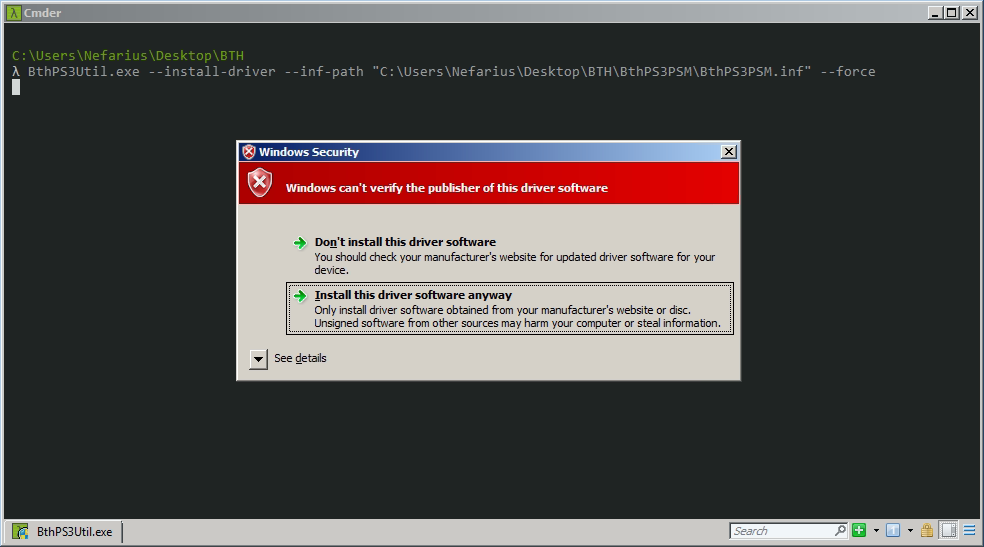 Cmder
C:\Users\Nefarius\Desktop\BTH
λ BthPS3Util.exe --install-driver --inf-path "C:\Users\Nefarius\Desktop\BTH\BthPS3PSM\BthPS3PSM.inf" --force
Windows Security
Windows can't verify the publisher of this driver software
Don't install this driver software
You should check your manufacturer's website for updated driver software for your
device.
Install this driver software anyway
Only install driver software obtained from your manufacturer's website or disc.
Unsigned software from other sources may harm your computer or steal information.
See details
BthPS3Util.exe
Search